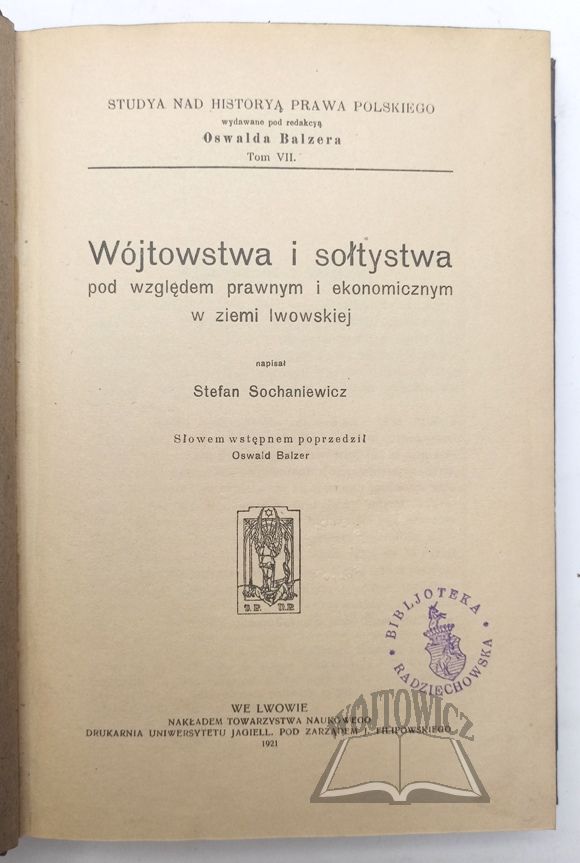 STUDYA NAD HISTORYĄ PRAWA POLSKIEGO
wydawane pod redakcyą
Oswalda Balzera
Tom VII.
Wójtowstwa i sołtystwa
pod względem prawnym i ekonomicznym
w ziemi lwowskiej
napisał
Stefan Sochaniewicz
Słowem wstępnem poprzedził
Oswald Balzer
BIBLJOTEKA
RADZIECHOWSKA
WE LWOWIE
NAKŁADEM TOWARZYSTWA NAUKOWEGO
DRUKARNIA UNIWERSYTETU JAGIELL. POD ZARZĄDEM J. FILIPOWSKIEGO
1921
WÓJTOWICZ